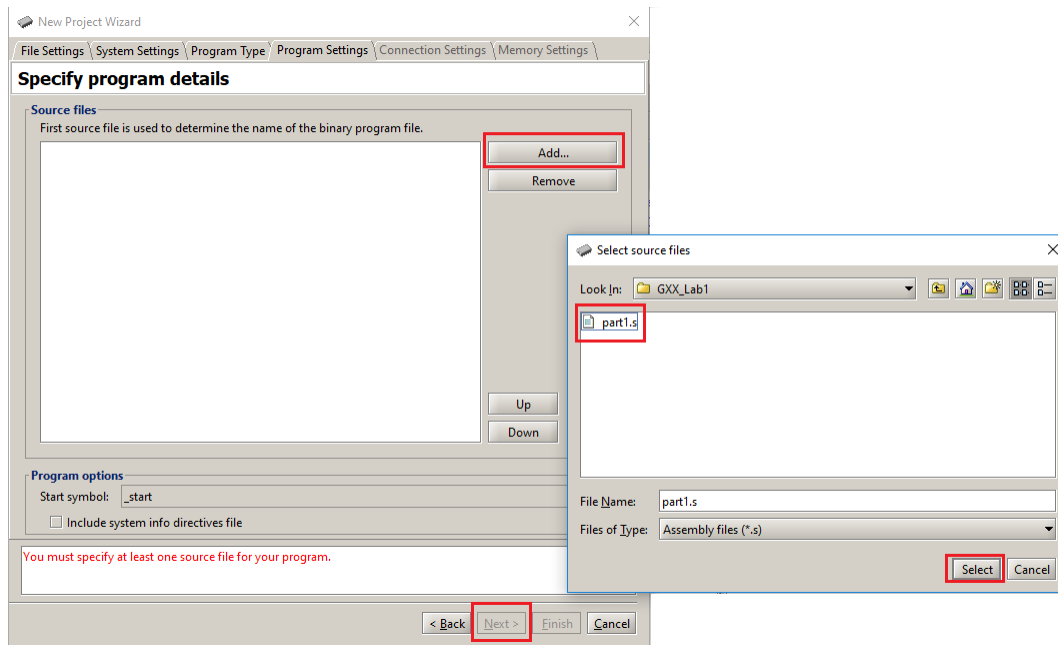 New Project Wizard
File Settings System Settings Program Type Program Settings Connection Settings Memory Settings
Specify program details
Source files
First source file is used to determine the name of the binary program file.
Add...
Remove
Up
Down
Program options
Start symbol: _start
Include system info directives file
You must specify at least one source file for your program.
< Back Next > Finish Cancel
Select source files
Look In: GXX_Lab1
part1.s
File Name: part1.s
Files of Type: Assembly files (*.s)
Select Cancel